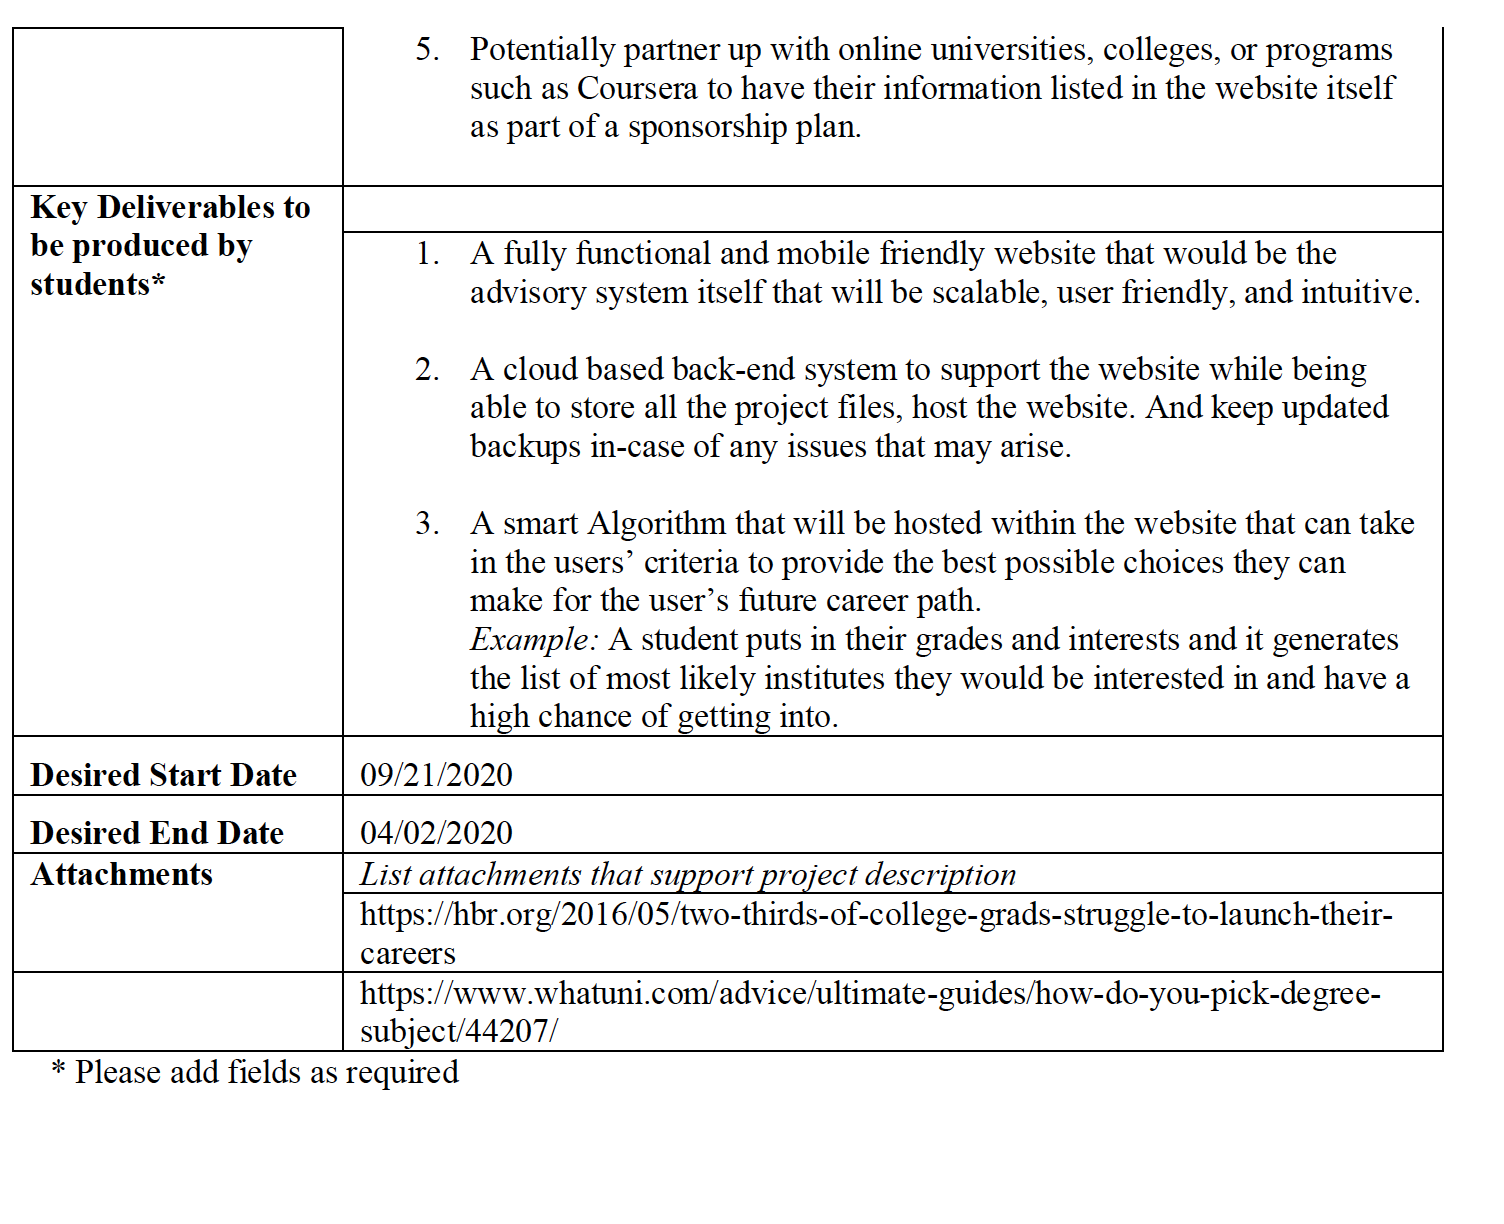 5. Potentially partner up with online universities, colleges, or programs
such as Coursera to have their information listed in the website itself
as part of a sponsorship plan.
Key Deliverables to
be produced by
students*
1. A fully functional and mobile friendly website that would be the
advisory system itself that will be scalable, user friendly, and intuitive.
2. A cloud based back-end system to support the website while being
able to store all the project files, host the website. And keep updated
backups in-case of any issues that may arise.
3. A smart Algorithm that will be hosted within the website that can take
in the users’ criteria to provide the best possible choices they can
make for the user’s future career path.
Example: A student puts in their grades and interests and it generates
the list of most likely institutes they would be interested in and have a
high chance of getting into.
Desired Start Date 09/21/2020
Desired End Date 04/02/2020
Attachments List attachments that support project description
https://hbr.org/2016/05/two-thirds-of-college-grads-struggle-to-launch-their-
careers
https://www.whatuni.com/advice/ultimate-guides/how-do-you-pick-degree-
subject/44207/
* Please add fields as required